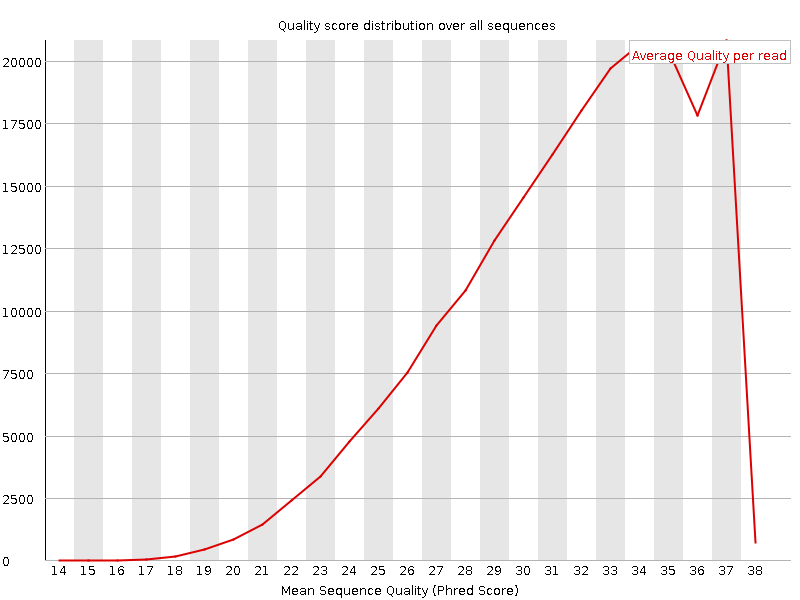 Quality score distribution over all sequences
Average Quality per read
20000
17500
15000
12500
10000
7500
5000
2500
0
14 15 16 17 18 19 20 21 22 23 24 25 26 27 28 29 30 31 32 33 34 35 36 37 38
Mean Sequence Quality (Phred Score)